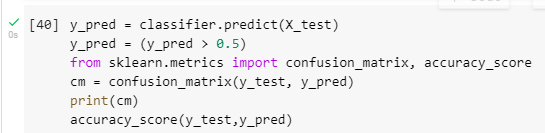 [40] y_pred = classifier.predict(X_test)
y_pred = (y_pred > 0.5)
from sklearn.metrics import confusion_matrix, accuracy_score
cm = confusion_matrix(y_test, y_pred)
print(cm)
accuracy_score(y_test,y_pred)
0s